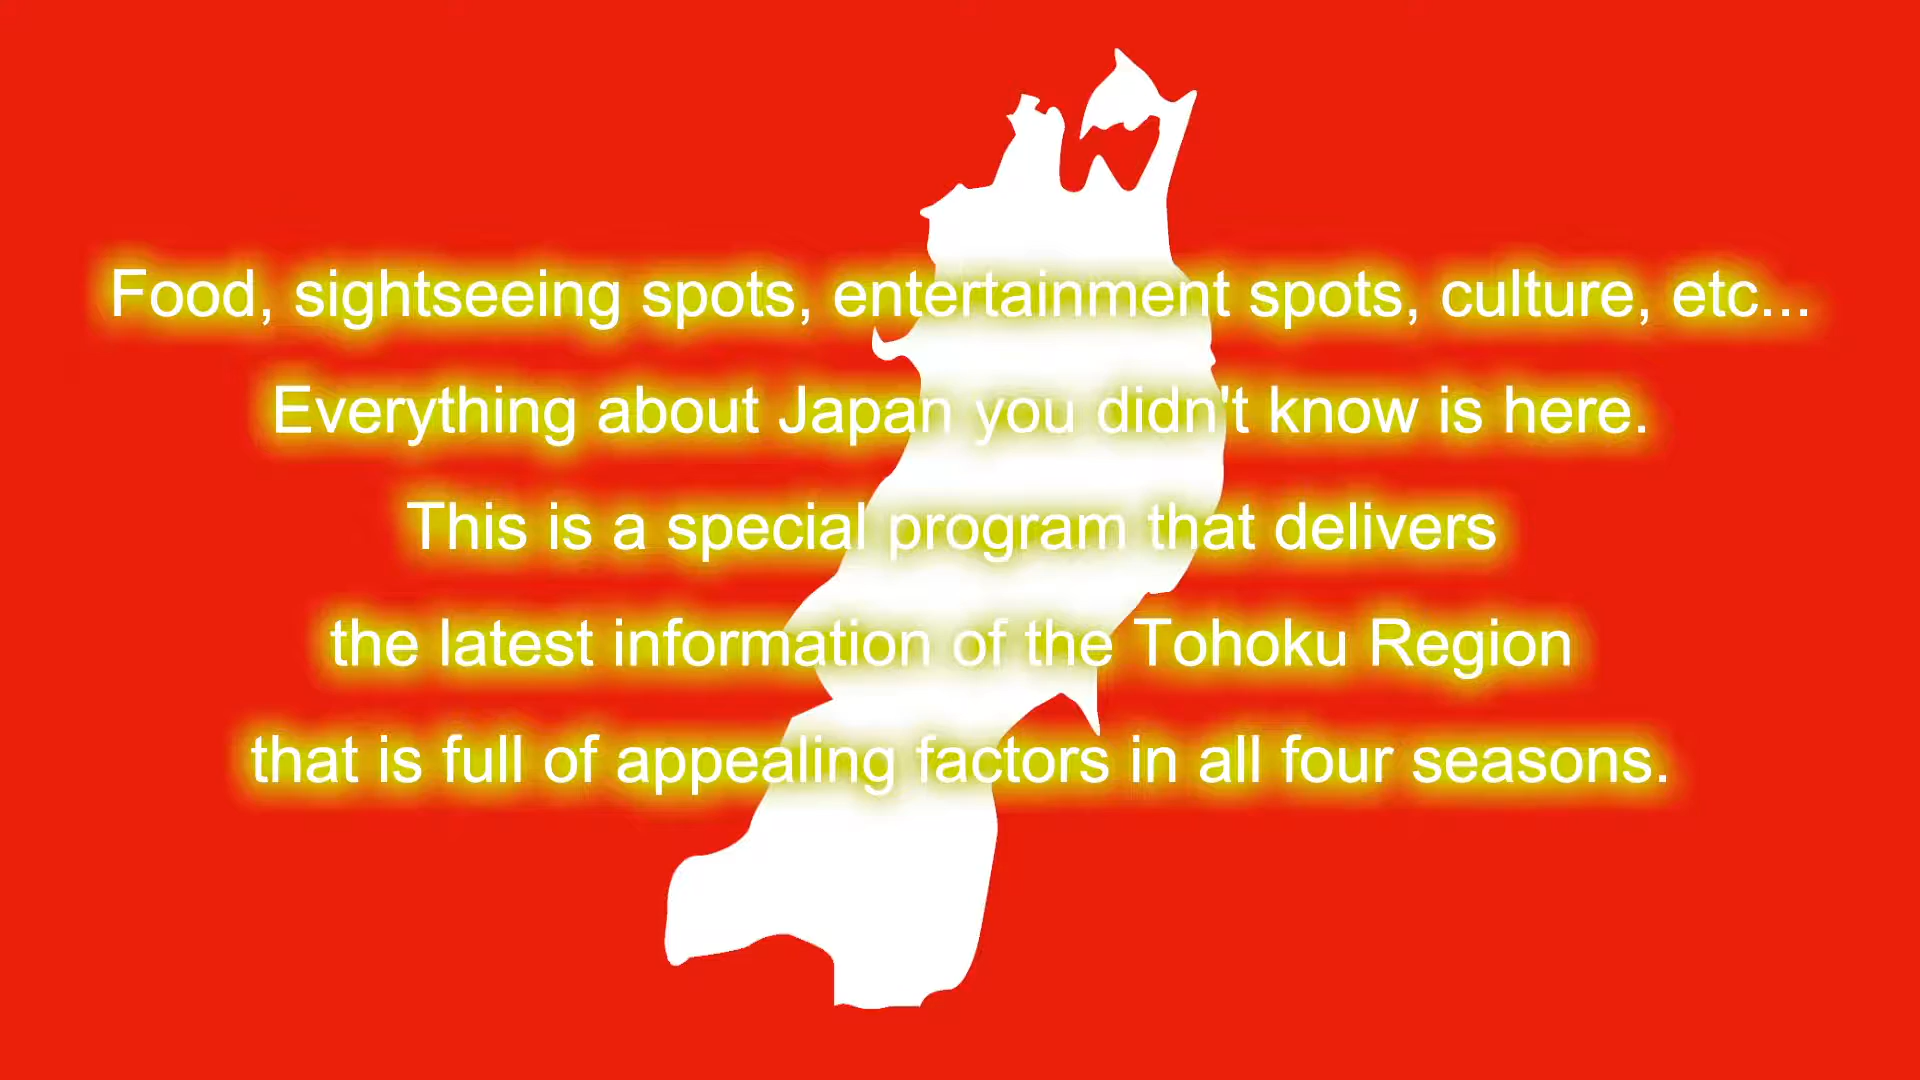 Food, sightseeing spots, entertainment spots, culture, etc...
Everything about Japan you didn't know is here.
This is a special program that delivers
the latest information of the Tohoku Region
that is full of appealing factors in all four seasons.